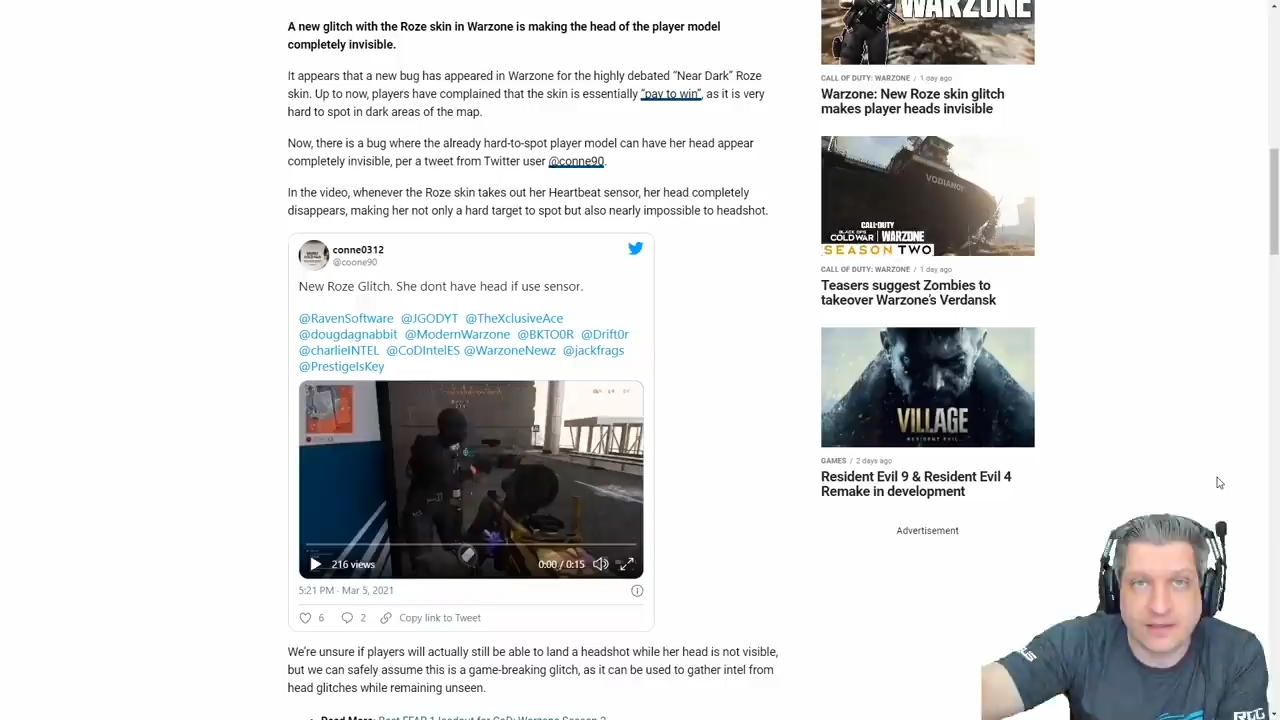 A new glitch with the Roze skin in Warzone is making the head of the player model
completely invisible.
It appears that a new bug has appeared in Warzone for the highly debated “Near Dark” Roze
skin. Up to now, players have complained that the skin is essentially “pay to win”, as it is very
hard to spot in dark areas of the map.
Now, there is a bug where the already hard-to-spot player model can have her head appear
completely invisible, per a tweet from Twitter user @conne90.
In the video, whenever the Roze skin takes out her Heartbeat sensor, her head completely
disappears, making her not only a hard target to spot but also nearly impossible to headshot.
conne0312
@coone90
New Roze Glitch. She dont have head if use sensor.
@RavenSoftware @JGODYT @TheXclusiveAce
@dougdagnabbit @ModernWarzone @BKTO0R @Drift0r
@charlieINTEL @CoDIntelES @WarzoneNewz @jackfrags
@PrestigeIsKey
216 views
0:00 / 0:15
5:21 PM · Mar 5, 2021
6 2 Copy link to Tweet
We’re unsure if players will actually still be able to land a headshot while her head is not visible,
but we can safely assume this is a game-breaking glitch, as it can be used to gather intel from
head glitches while remaining unseen.
WARZONE
CALL OF DUTY: WARZONE / 1 day ago
Warzone: New Roze skin glitch
makes player heads invisible
VODIANOY
CALL OF DUTY
BLACK OPS
COLD WAR WARZONE
SEASON TWO
CALL OF DUTY: WARZONE / 1 day ago
Teasers suggest Zombies to
takeover Warzone’s Verdansk
VILLAGE
RESIDENT EVIL
GAMES / 2 days ago
Resident Evil 9 & Resident Evil 4
Remake in development
Advertisement